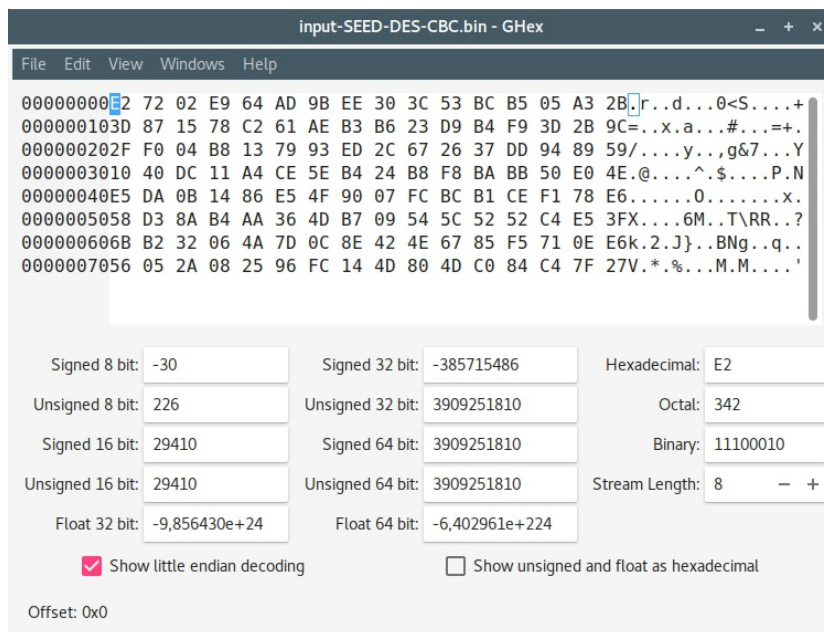 input-SEED-DES-CBC.bin - GHex
File Edit View Windows Help
00000000E2 72 02 E9 64 AD 9B EE 30 3C 53 BC B5 05 A3 2B.r..d...0<S....+
000000103D 87 15 78 C2 61 AE B3 B6 23 D9 B4 F9 3D 2B 9C=..x.a...#...=+.
000000202F F0 04 B8 13 79 93 ED 2C 67 26 37 DD 94 89 59/....y..,g&7...Y
0000003010 40 DC 11 A4 CE 5E B4 24 B8 F8 BA BB 50 E0 4E.@....^.$....P.N
00000040E5 DA 0B 14 86 E5 4F 90 07 FC BC B1 CE F1 78 E6......O.......x.
0000005058 D3 8A B4 AA 36 4D B7 09 54 5C 52 52 C4 E5 3FX....6M..T\RR..?
000000606B B2 32 06 4A 7D 0C 8E 42 4E 67 85 F5 71 0E E6k.2.J}..BNg..q..
0000007056 05 2A 08 25 96 FC 14 4D 80 4D C0 84 C4 7F 27V.*.%...M.M....'
Signed 8 bit: -30 Signed 32 bit: -385715486 Hexadecimal: E2
Unsigned 8 bit: 226 Unsigned 32 bit: 3909251810 Octal: 342
Signed 16 bit: 29410 Signed 64 bit: 3909251810 Binary: 11100010
Unsigned 16 bit: 29410 Unsigned 64 bit: 3909251810 Stream Length: 8 − +
Float 32 bit: -9,856430e+24 Float 64 bit: -6,402961e+224
Show little endian decoding Show unsigned and float as hexadecimal
Offset: 0x0